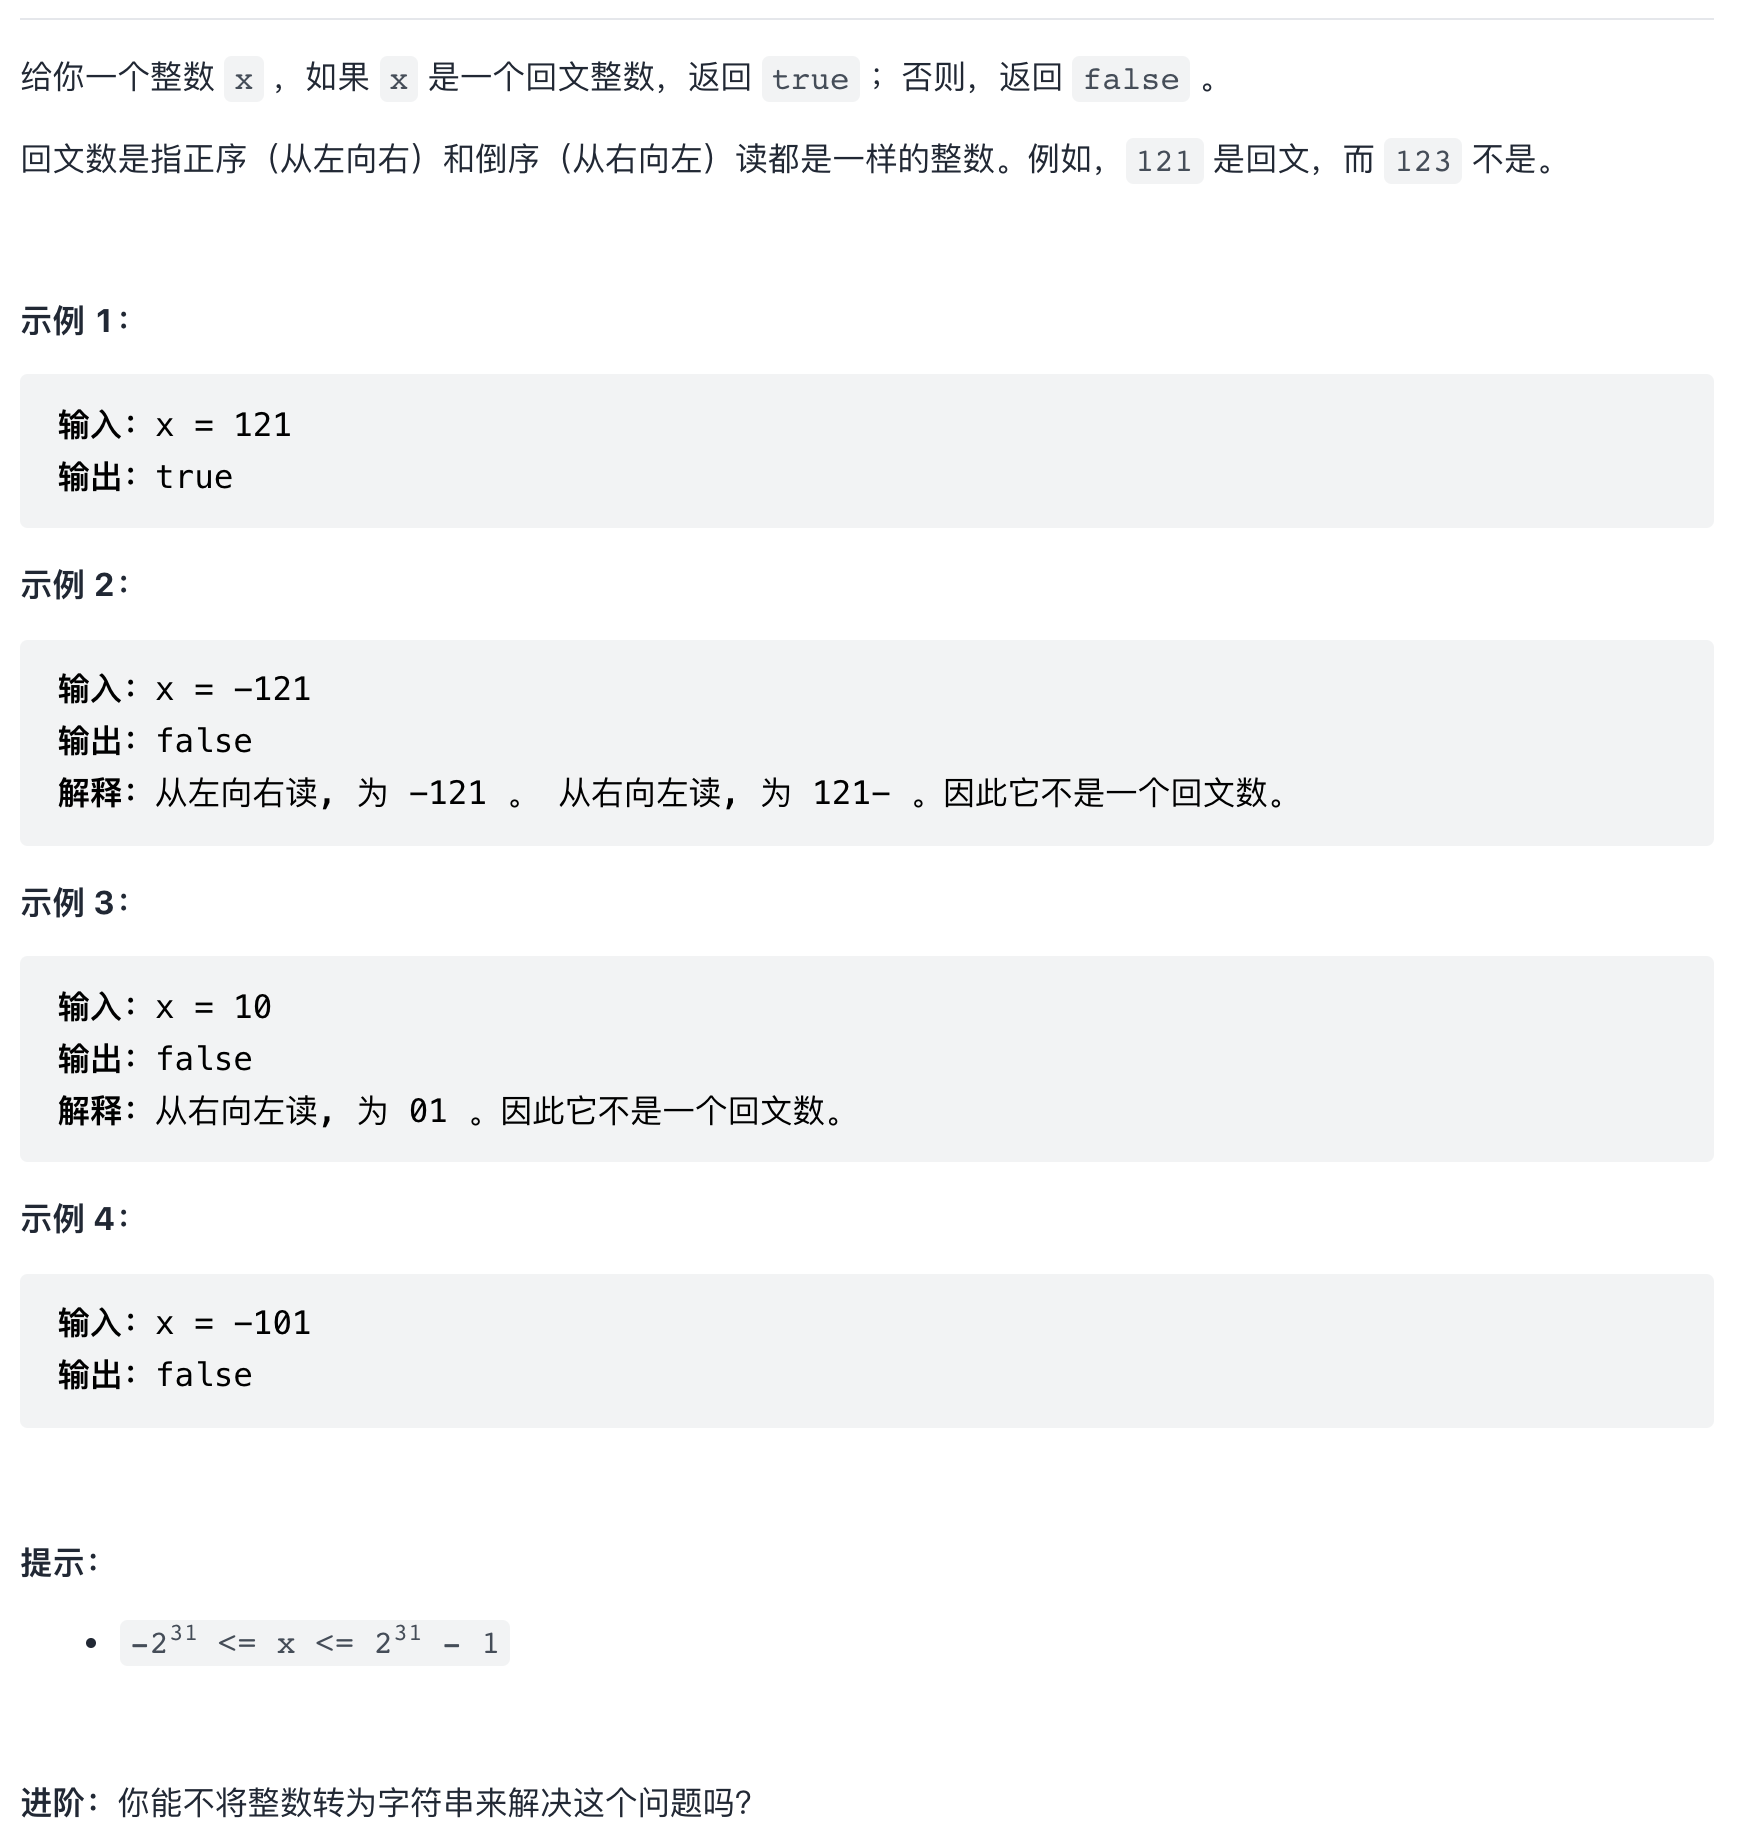 给你一个整数 x ，如果 x 是一个回文整数，返回 true ；否则，返回 false 。
回文数是指正序（从左向右）和倒序（从右向左）读都是一样的整数。例如， 121 是回文，而 123 不是。
示例 1：
输入：x = 121
输出：true
示例 2：
输入：x = -121
输出：false
解释：从左向右读, 为 -121 。 从右向左读, 为 121- 。因此它不是一个回文数。
示例 3：
输入：x = 10
输出：false
解释：从右向左读, 为 01 。因此它不是一个回文数。
示例 4：
输入：x = -101
输出：false
提示：
• -2³¹ <= x <= 2³¹ - 1
进阶：你能不将整数转为字符串来解决这个问题吗？